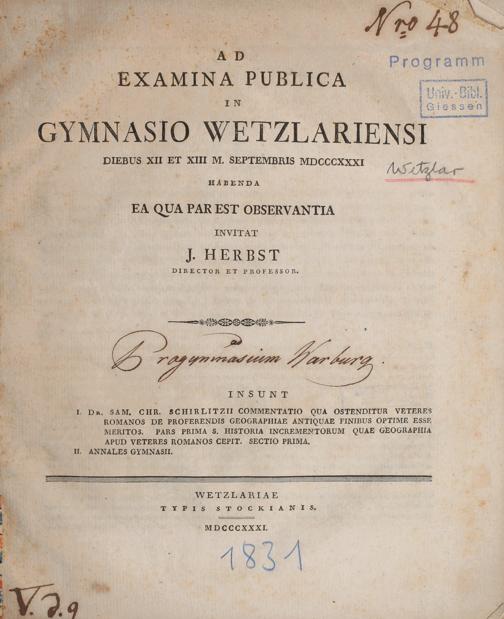 Nro 48
Programm
Univ.-Bibl.
Giessen
AD
EXAMINA PUBLICA
IN
GYMNASIO WETZLARIENSI
DIEBUS XII ET XIII M. SEPTEMBRIS MDCCCXXXI
Wetzlar
HABENDA
EA QUA PAR EST OBSERVANTIA
INVITAT
J. HERBST
DIRECTOR ET PROFESSOR.
Progymnasium Warburg.
INSUNT
I. DR. SAM. CHR. SCHIRLITZII COMMENTATIO QUA OSTENDITUR VETERES
ROMANOS DE PROFERENDIS GEOGRAPHIAE ANTIQUAE FINIBUS OPTIME ESSE
MERITOS. PARS PRIMA S. HISTORIA INCREMENTORUM QUAE GEOGRAPHIA
APUD VETERES ROMANOS CEPIT. SECTIO PRIMA.
II. ANNALES GYMNASII.
WETZLARIAE
TYPIS STOCKIANIS.
MDCCCXXXI.
1831
V.d.9